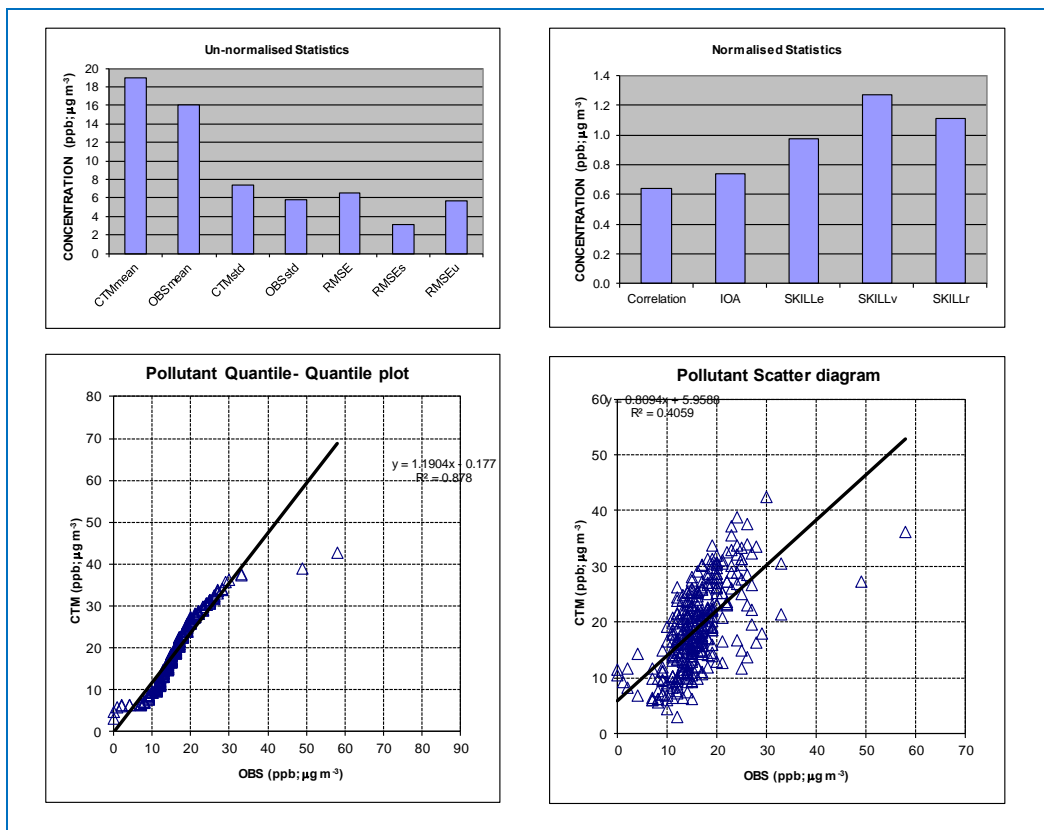 Un-normalised Statistics
20
18
16
14
12
10
8
6
4
2
0
CONCENTRATION (ppb; µg m-3)
CTMmean
OBSmean
CTMstd
OBSstd
RMSE
RMSEs
RMSEu
Normalised Statistics
1.4
1.2
1.0
0.8
0.6
0.4
0.2
0.0
CONCENTRATION (ppb; µg m-3)
Correlation IOA SKILLe SKILLv SKILLr
Pollutant Quantile- Quantile plot
80
70
60
50
40
30
20
10
0
CTM (ppb; µg m-3)
y = 1.1904x - 0.177
R² = 0.878
0 10 20 30 40 50 60 70 80 90
OBS (ppb; µg m-3)
Pollutant Scatter diagram
y = 0.8094x + 5.9588
R² = 0.4059
60
50
40
30
20
10
0
CTM (ppb; µg m-3)
0 10 20 30 40 50 60 70
OBS (ppb; µg m-3)